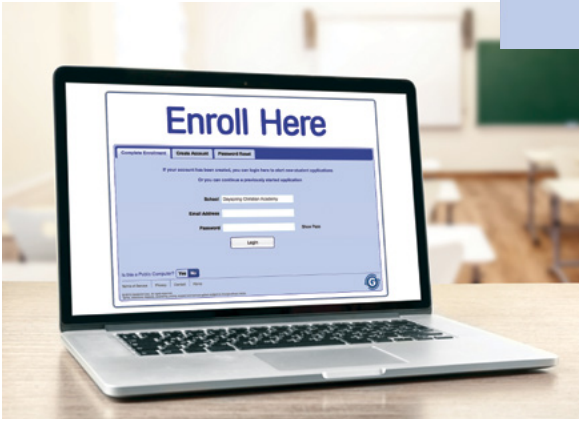 Enroll Here
Complete Enrollment Create Account Password Reset
If your account has been created, you can login here to start new student applications
Or you can continue a previously started application
School Dayspring Christian Academy
Email Address
Password Show Pass
Login
Is this a Public Computer? Yes No
Terms of Service Privacy Contact Home
G